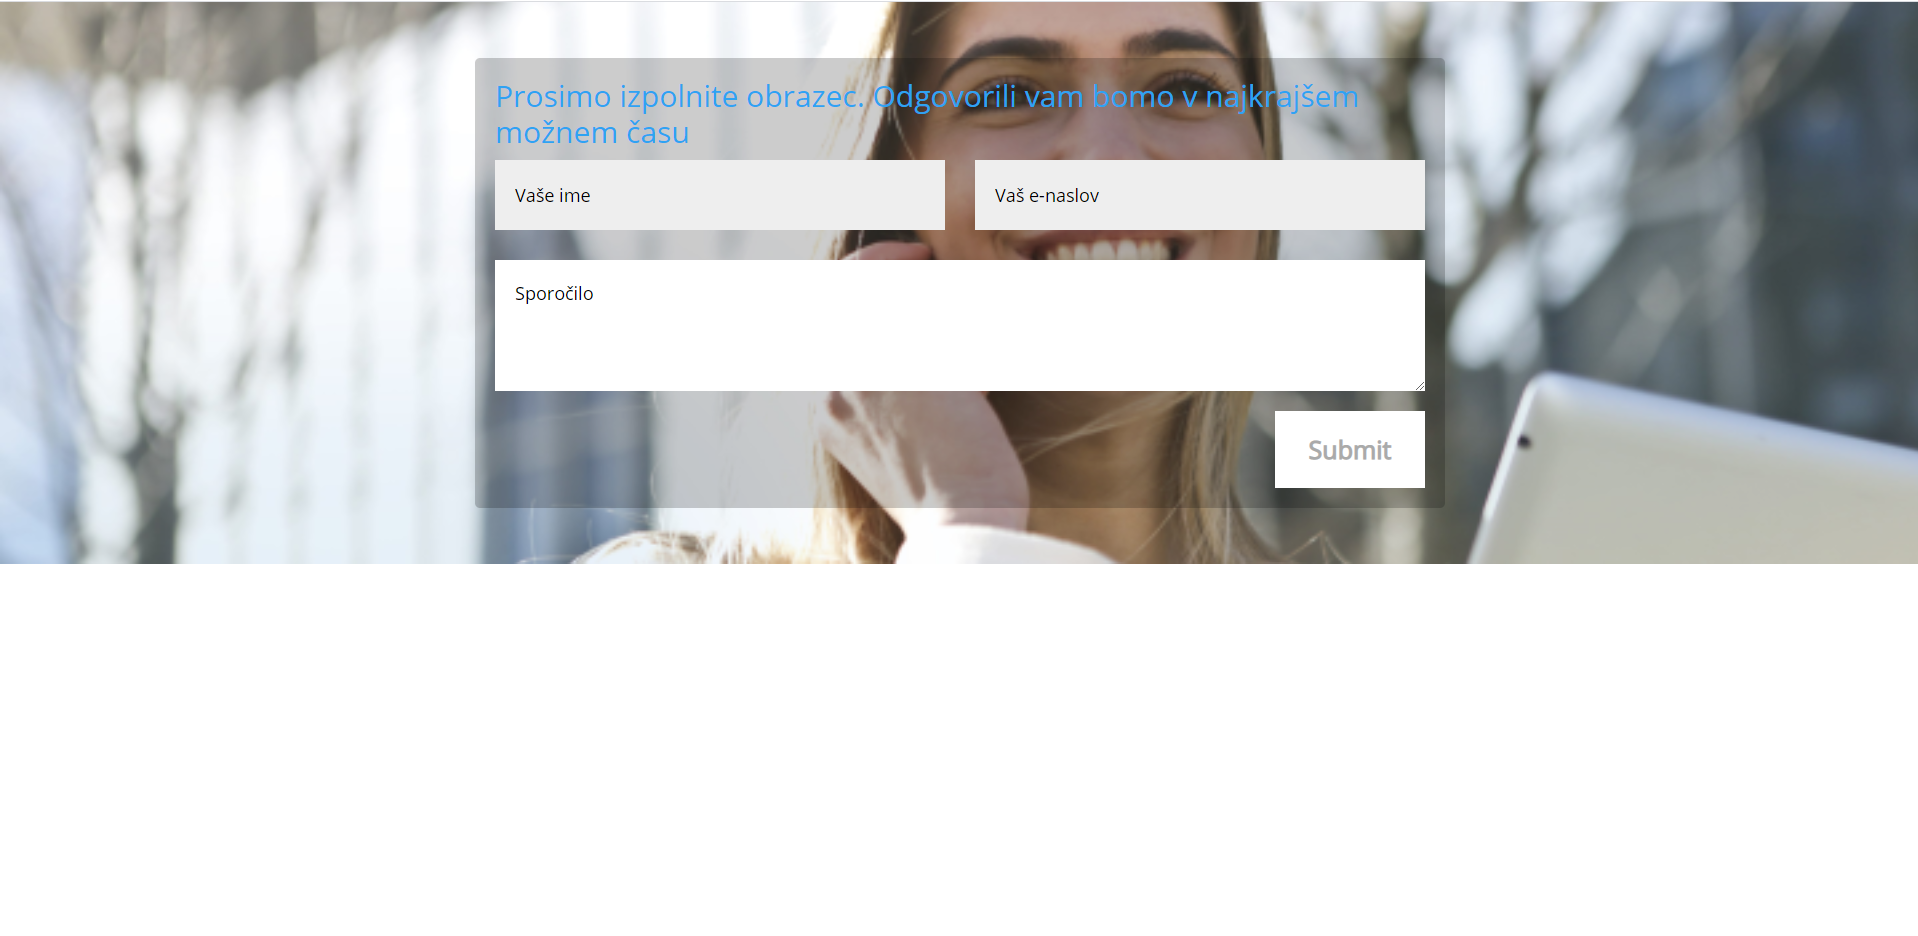 Prosimo izpolnite obrazec. Odgovorili vam bomo v najkrajšem
možnem času
Vaše ime
Vaš e-naslov
Sporočilo
Submit